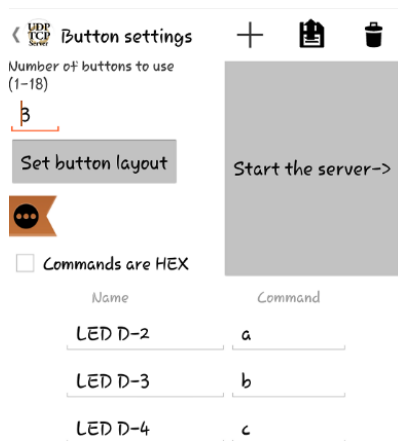 UDP TCP Server Button settings
Number of buttons to use
(1-18)
3
Set button layout
Start the server->
Commands are HEX
Name Command
LED D-2 a
LED D-3 b
LED D-4 c